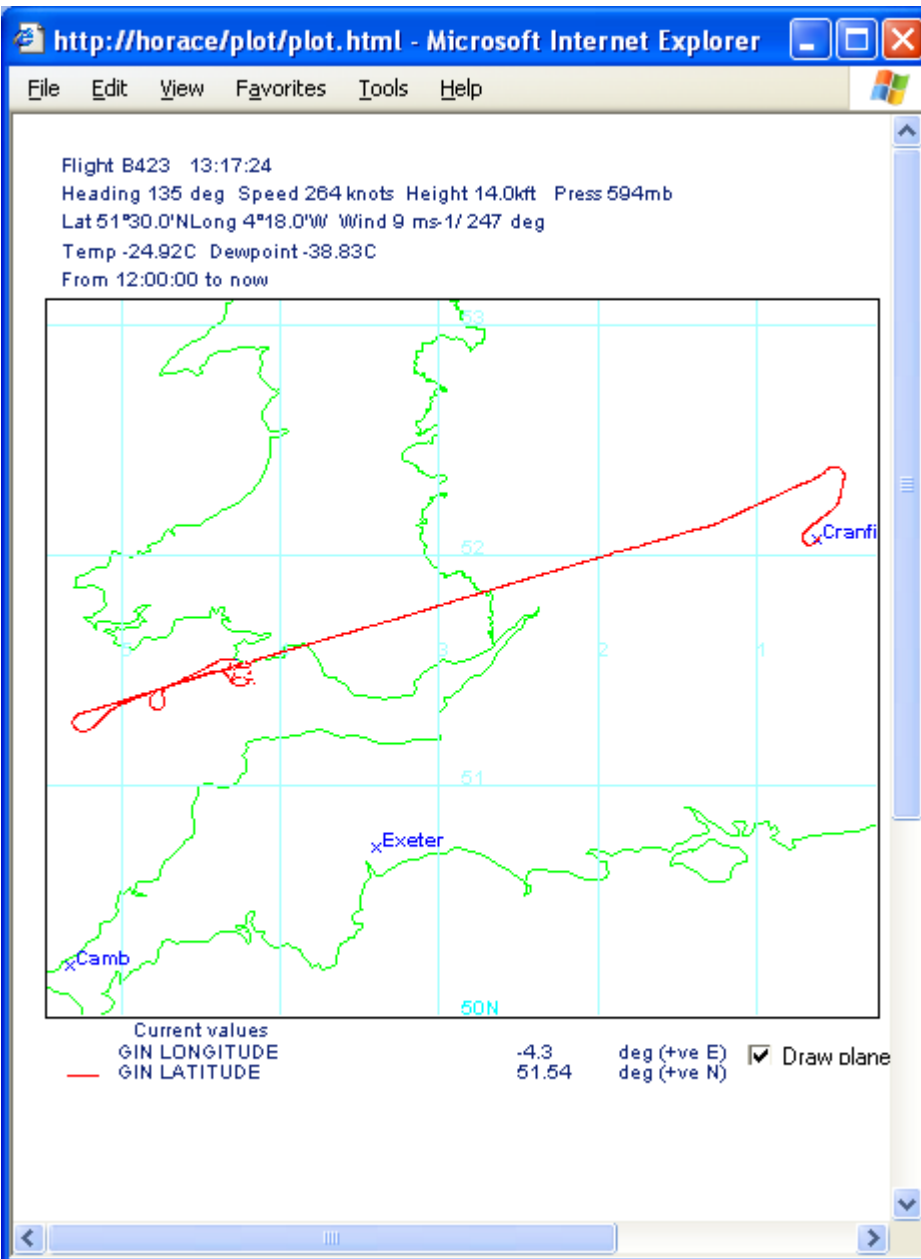 http://horace/plot/plot.html - Microsoft Internet Explorer
File Edit View Favorites Tools Help
Flight B423 13:17:24
Heading 135 deg Speed 264 knots Height 14.0kft Press 594mb
Lat 51°30.0'NLong 4°18.0'W Wind 9 ms-1/ 247 deg
Temp -24.92C Dewpoint -38.83C
From 12:00:00 to now
53
Cranfi
52
5 3 2 1
51
Exeter
Camb
50N
Current values
GIN LONGITUDE -4.3 deg (+ve E)
GIN LATITUDE 51.54 deg (+ve N)
Draw plane